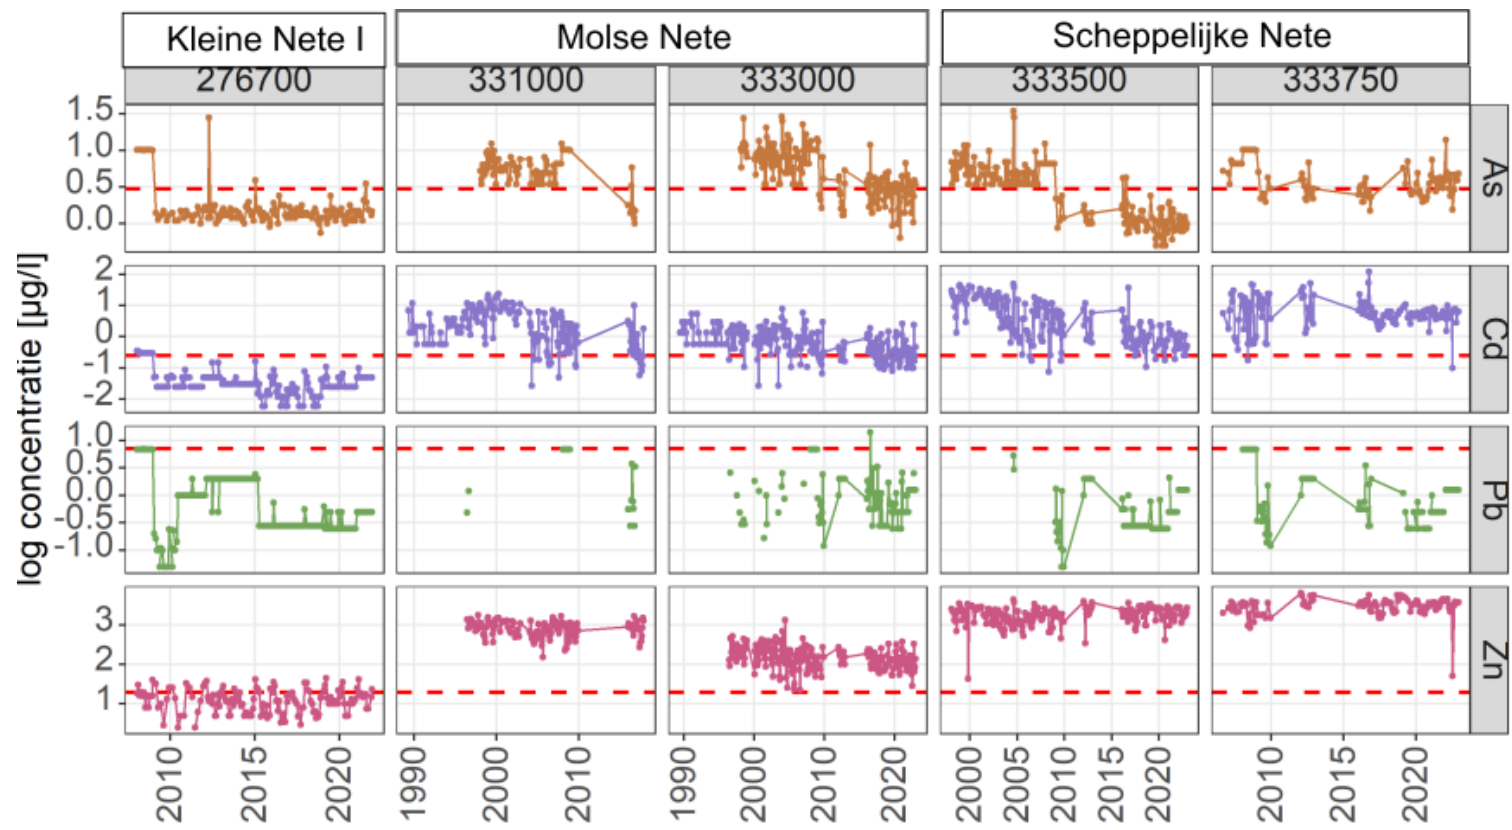 Kleine Nete I Molse Nete Scheppelijke Nete
276700 331000 333000 333500 333750
1.5
1.0
0.5
0.0
As
2
1
0
-1
-2
Cd
1.0
0.5
0.0
-0.5
-1.0
Pb
3
2
1
Zn
log concentratie [µg/l]
2010 2015 2020 1990 2000 2010 1990 2000 2010 2020 2000 2005 2010 2015 2020 2010 2015 2020